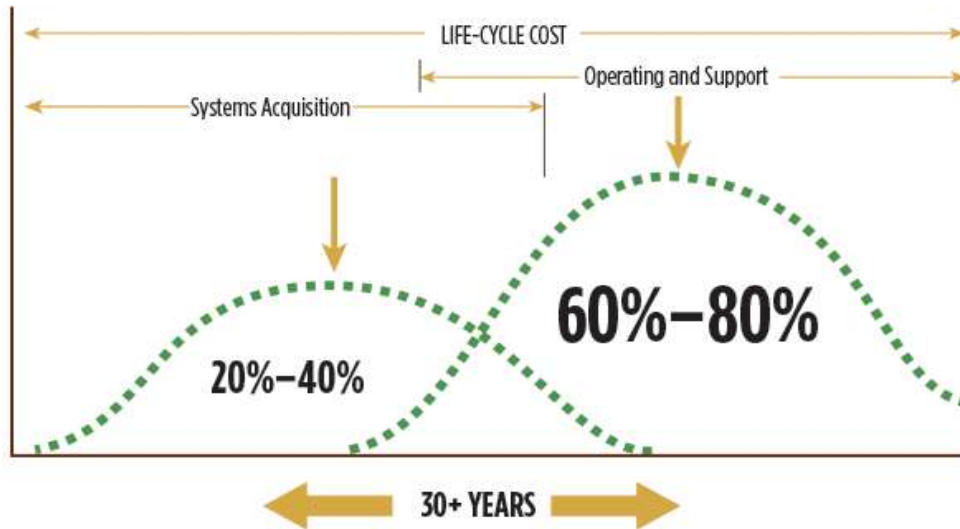 LIFE-CYCLE COST
Operating and Support
Systems Acquisition
60%–80%
20%–40%
30+ YEARS